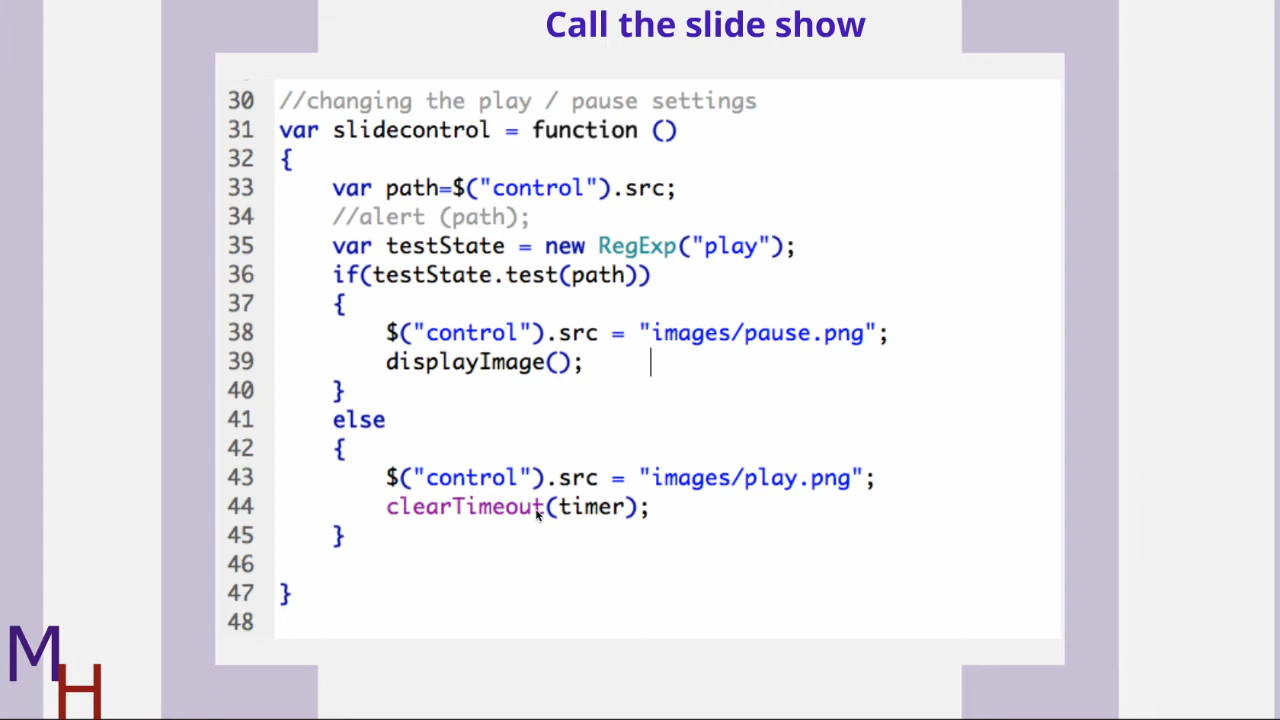 Call the slide show
30 //changing the play / pause settings
31 var slidecontrol = function ()
32 {
33 var path=$("control").src;
34 //alert (path);
35 var testState = new RegExp("play");
36 if(testState.test(path))
37 {
38 $("control").src = "images/pause.png";
39 displayImage();
40 }
41 else
42 {
43 $("control").src = "images/play.png";
44 clearTimeout(timer);
45 }
46
47 }
48
MH